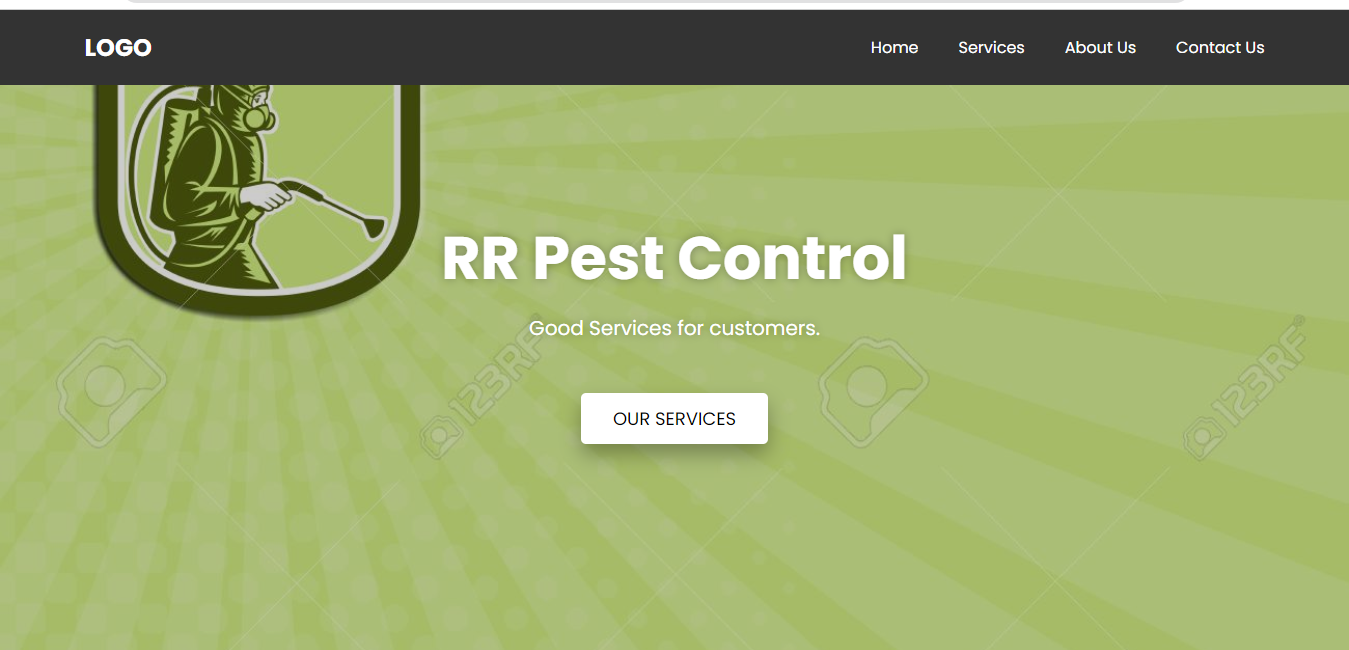 LOGO
Home Services About Us Contact Us
RR Pest Control
Good Services for customers.
OUR SERVICES
123RF
123RF